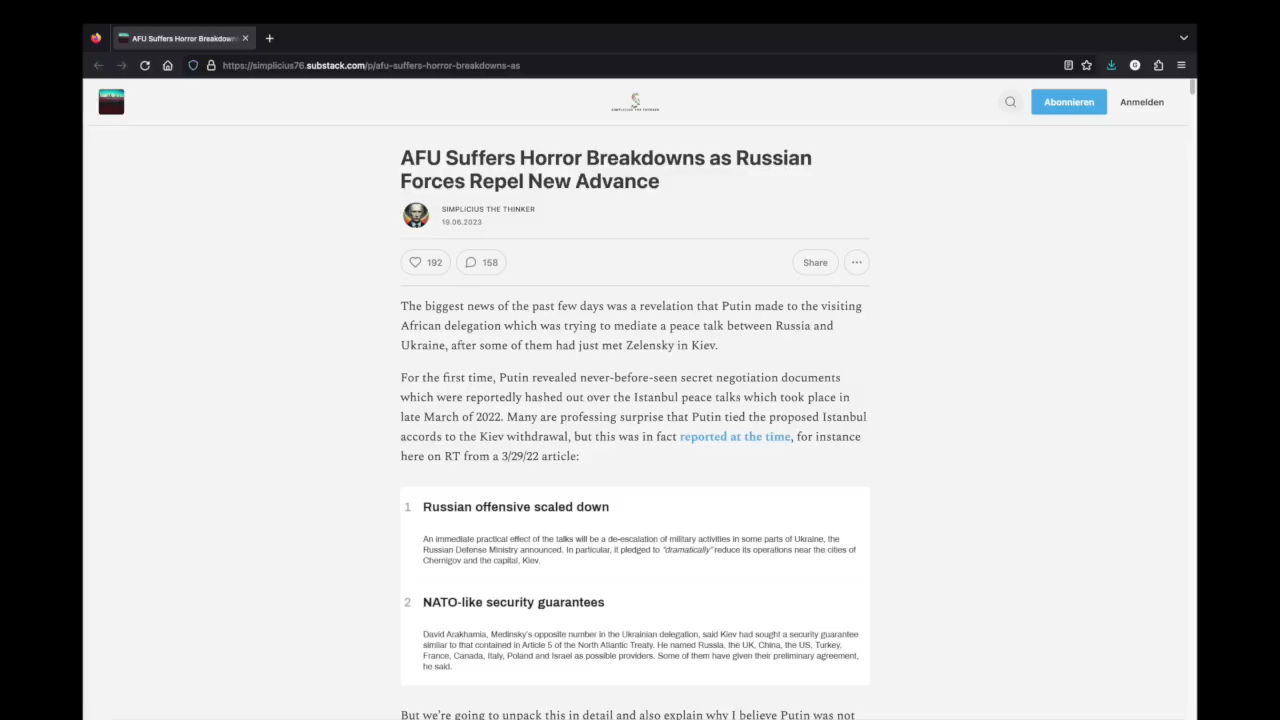 AFU Suffers Horror Breakdowns
https://simplicius76.substack.com/p/afu-suffers-horror-breakdowns-as
SIMPLICIUS THE THINKER
Abonnieren
Anmelden
AFU Suffers Horror Breakdowns as Russian
Forces Repel New Advance
SIMPLICIUS THE THINKER
19.06.2023
192
158
Share
The biggest news of the past few days was a revelation that Putin made to the visiting
African delegation which was trying to mediate a peace talk between Russia and
Ukraine, after some of them had just met Zelensky in Kiev.
For the first time, Putin revealed never-before-seen secret negotiation documents
which were reportedly hashed out over the Istanbul peace talks which took place in
late March of 2022. Many are professing surprise that Putin tied the proposed Istanbul
accords to the Kiev withdrawal, but this was in fact reported at the time, for instance
here on RT from a 3/29/22 article:
1 Russian offensive scaled down
An immediate practical effect of the talks will be a de-escalation of military activities in some parts of Ukraine, the
Russian Defense Ministry announced. In particular, it pledged to "dramatically" reduce its operations near the cities of
Chernigov and the capital, Kiev.
2 NATO-like security guarantees
David Arakhamia, Medinsky's opposite number in the Ukrainian delegation, said Kiev had sought a security guarantee
similar to that contained in Article 5 of the North Atlantic Treaty. He named Russia, the UK, China, the US, Turkey,
France, Canada, Italy, Poland and Israel as possible providers. Some of them have given their preliminary agreement,
he said.
But we're going to unpack this in detail and also explain why I believe Putin was not